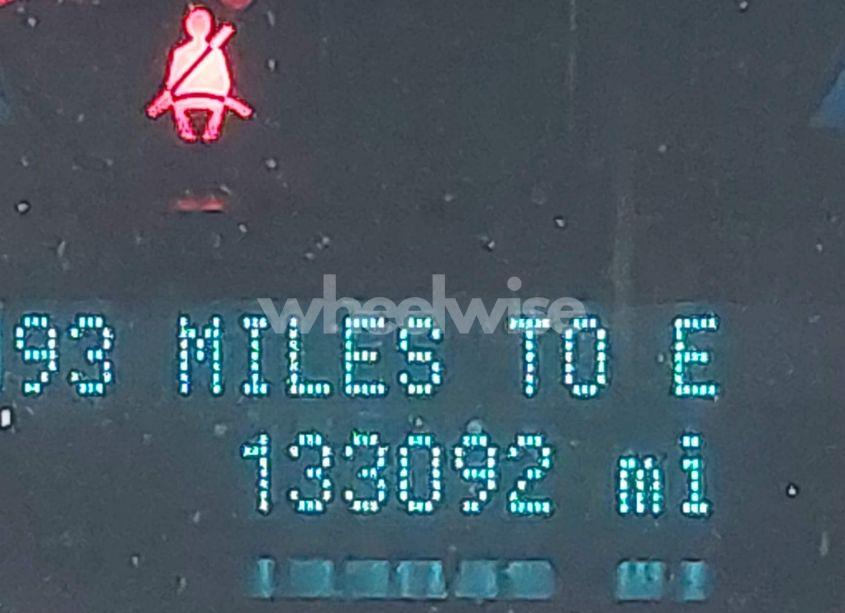 wheelwise
93 MILES TO E
133092 mi